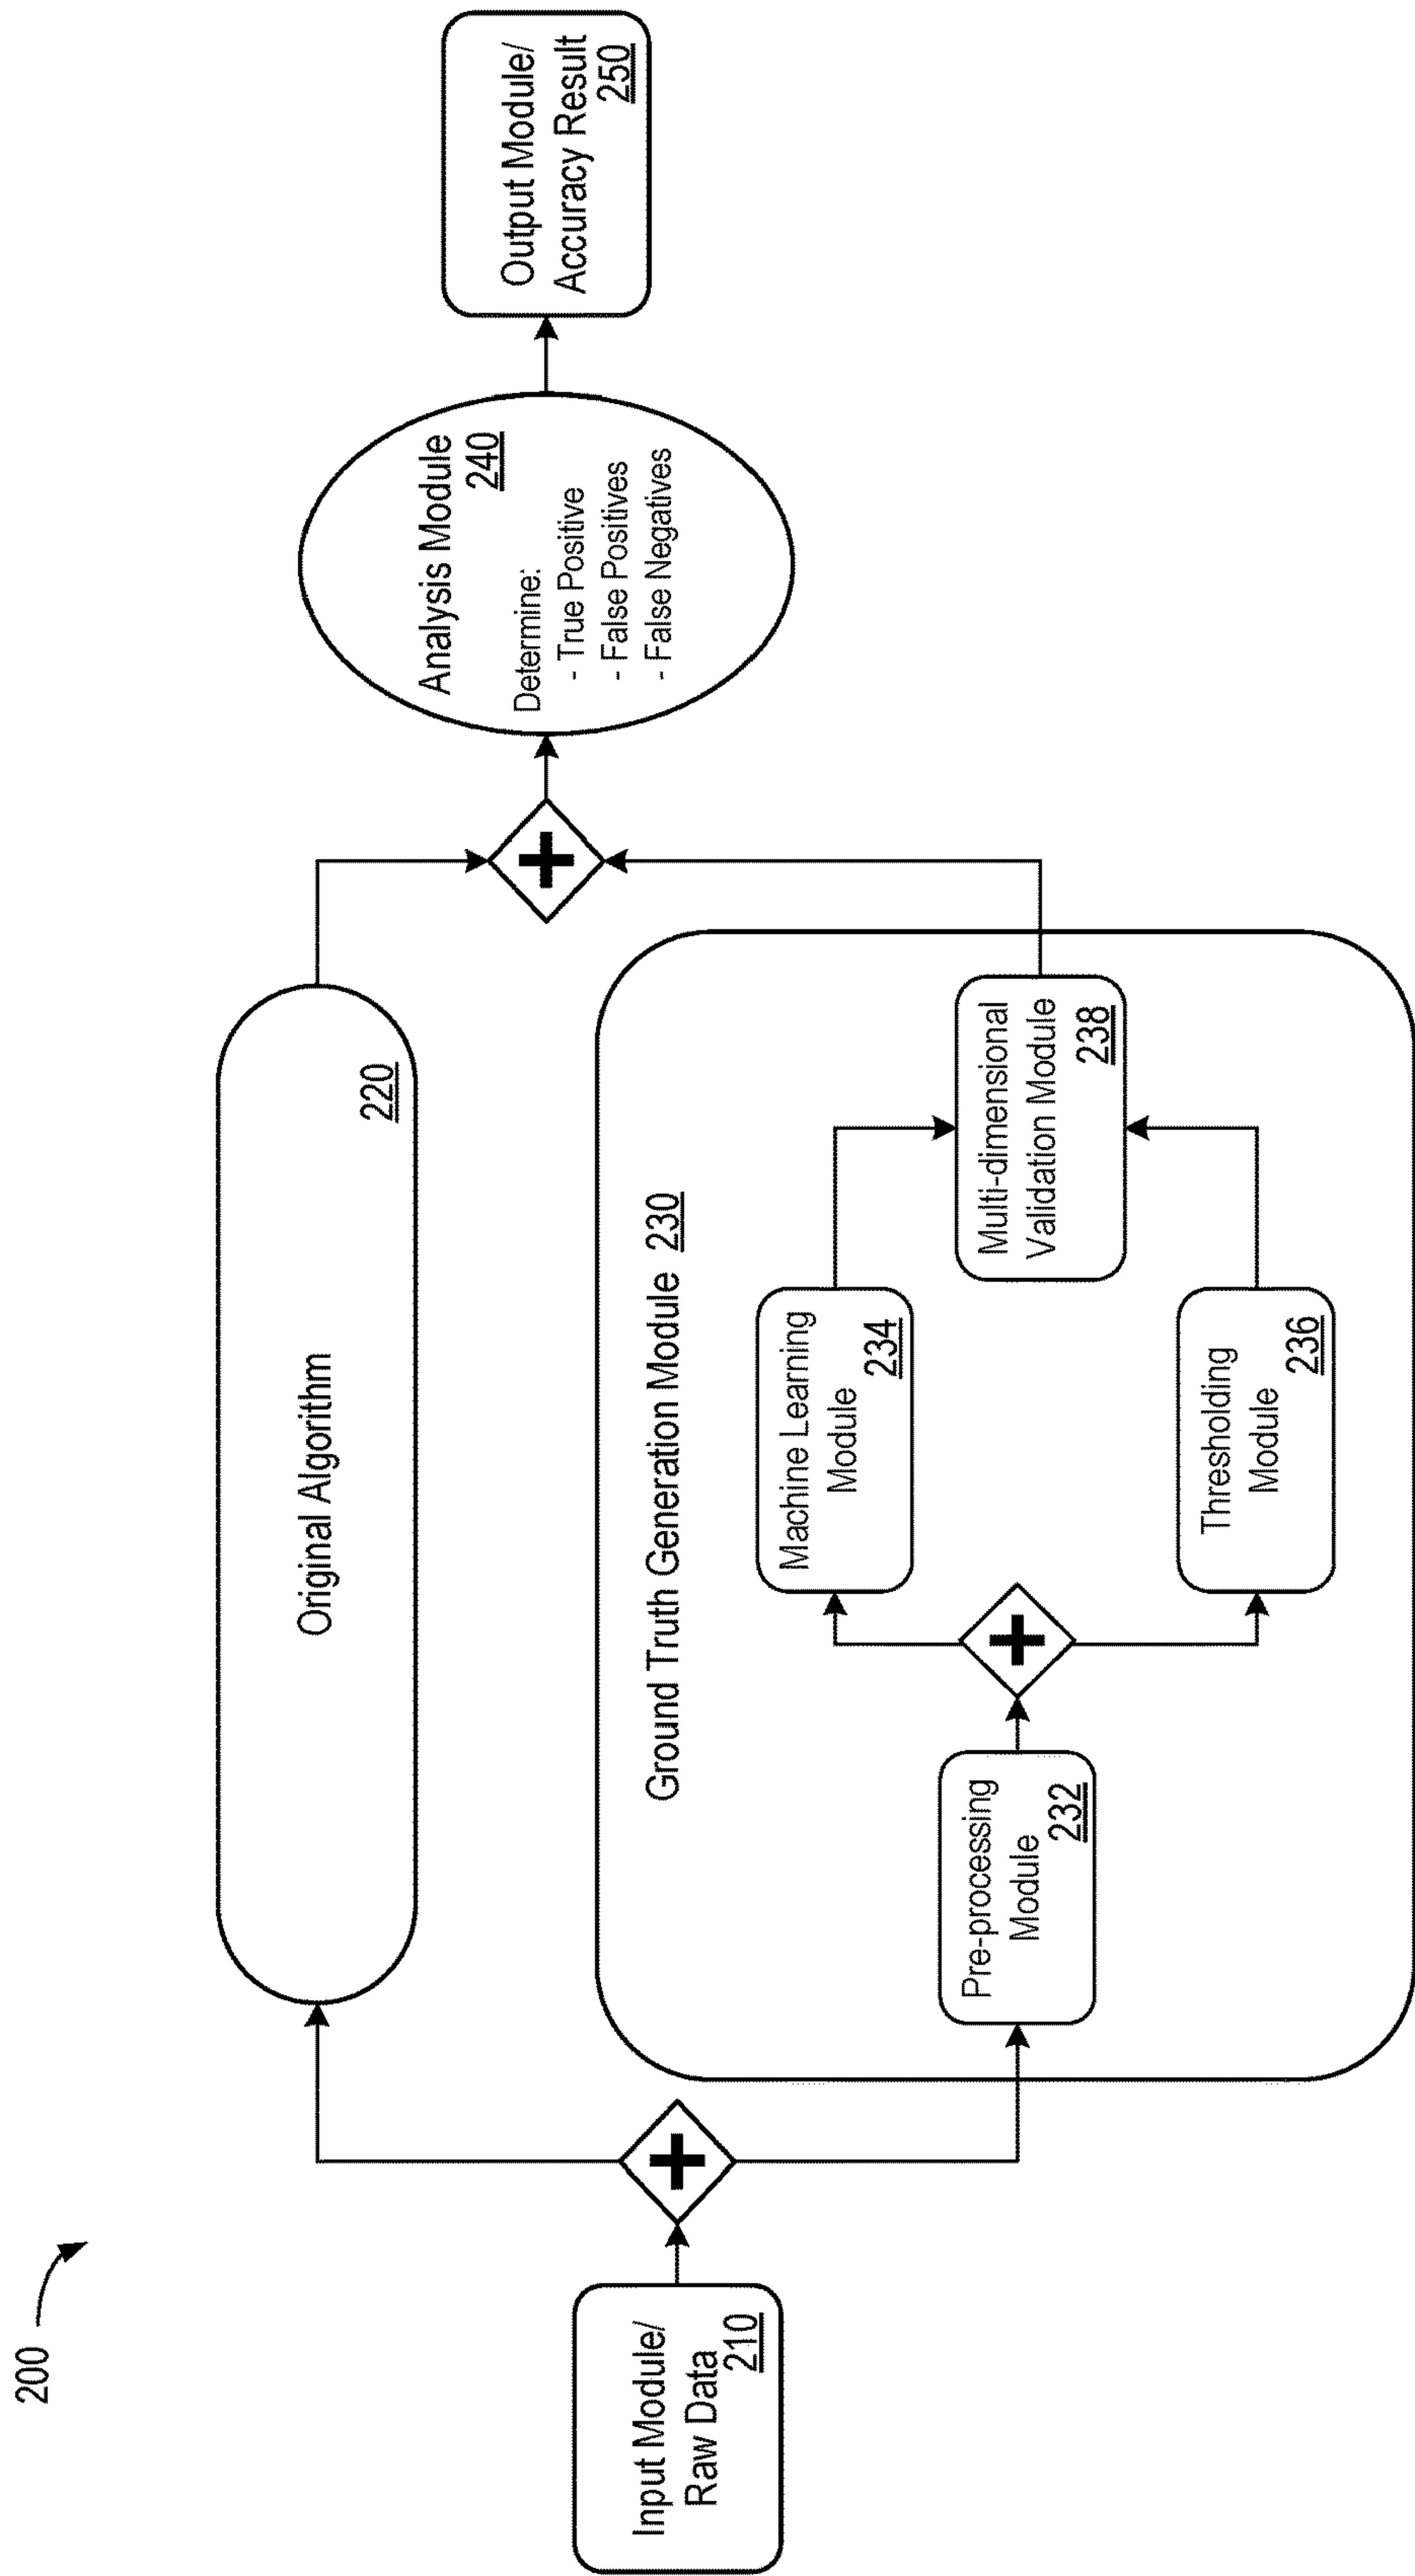 200
Input Module/
Raw Data
210
Original Algorithm
220
Ground Truth Generation Module 230
Pre-processing
Module
232
Machine Learning
Module
234
Thresholding
Module
236
Multi-dimensional
Validation Module
238
Analysis Module
240
Determine:
- True Positive
- False Positives
- False Negatives
Output Module/
Accuracy Result
250